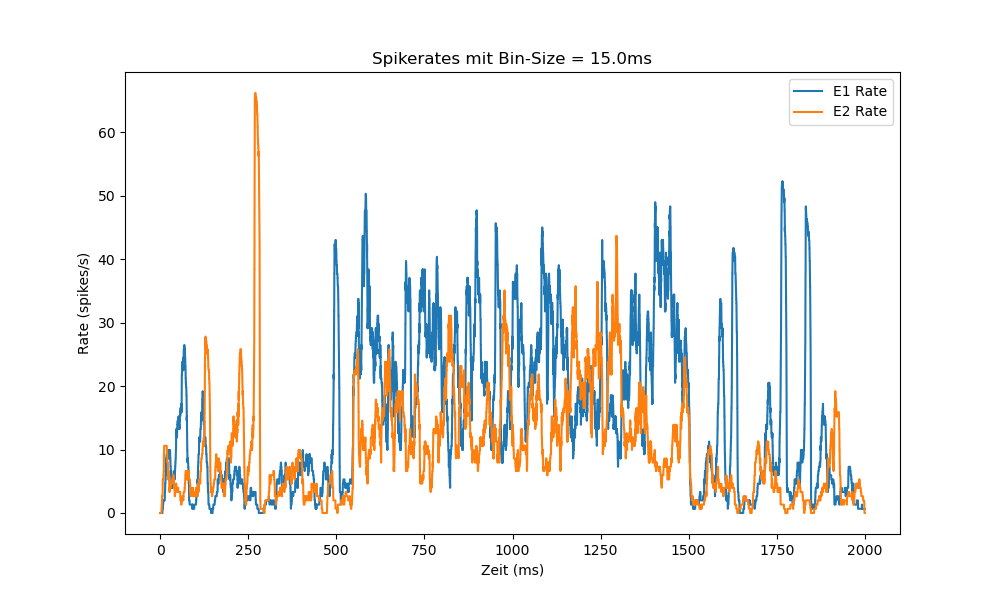 Spikerates mit Bin-Size = 15.0ms
E1 Rate
E2 Rate
60
50
40
30
20
10
0
Rate (spikes/s)
0 250 500 750 1000 1250 1500 1750 2000
Zeit (ms)